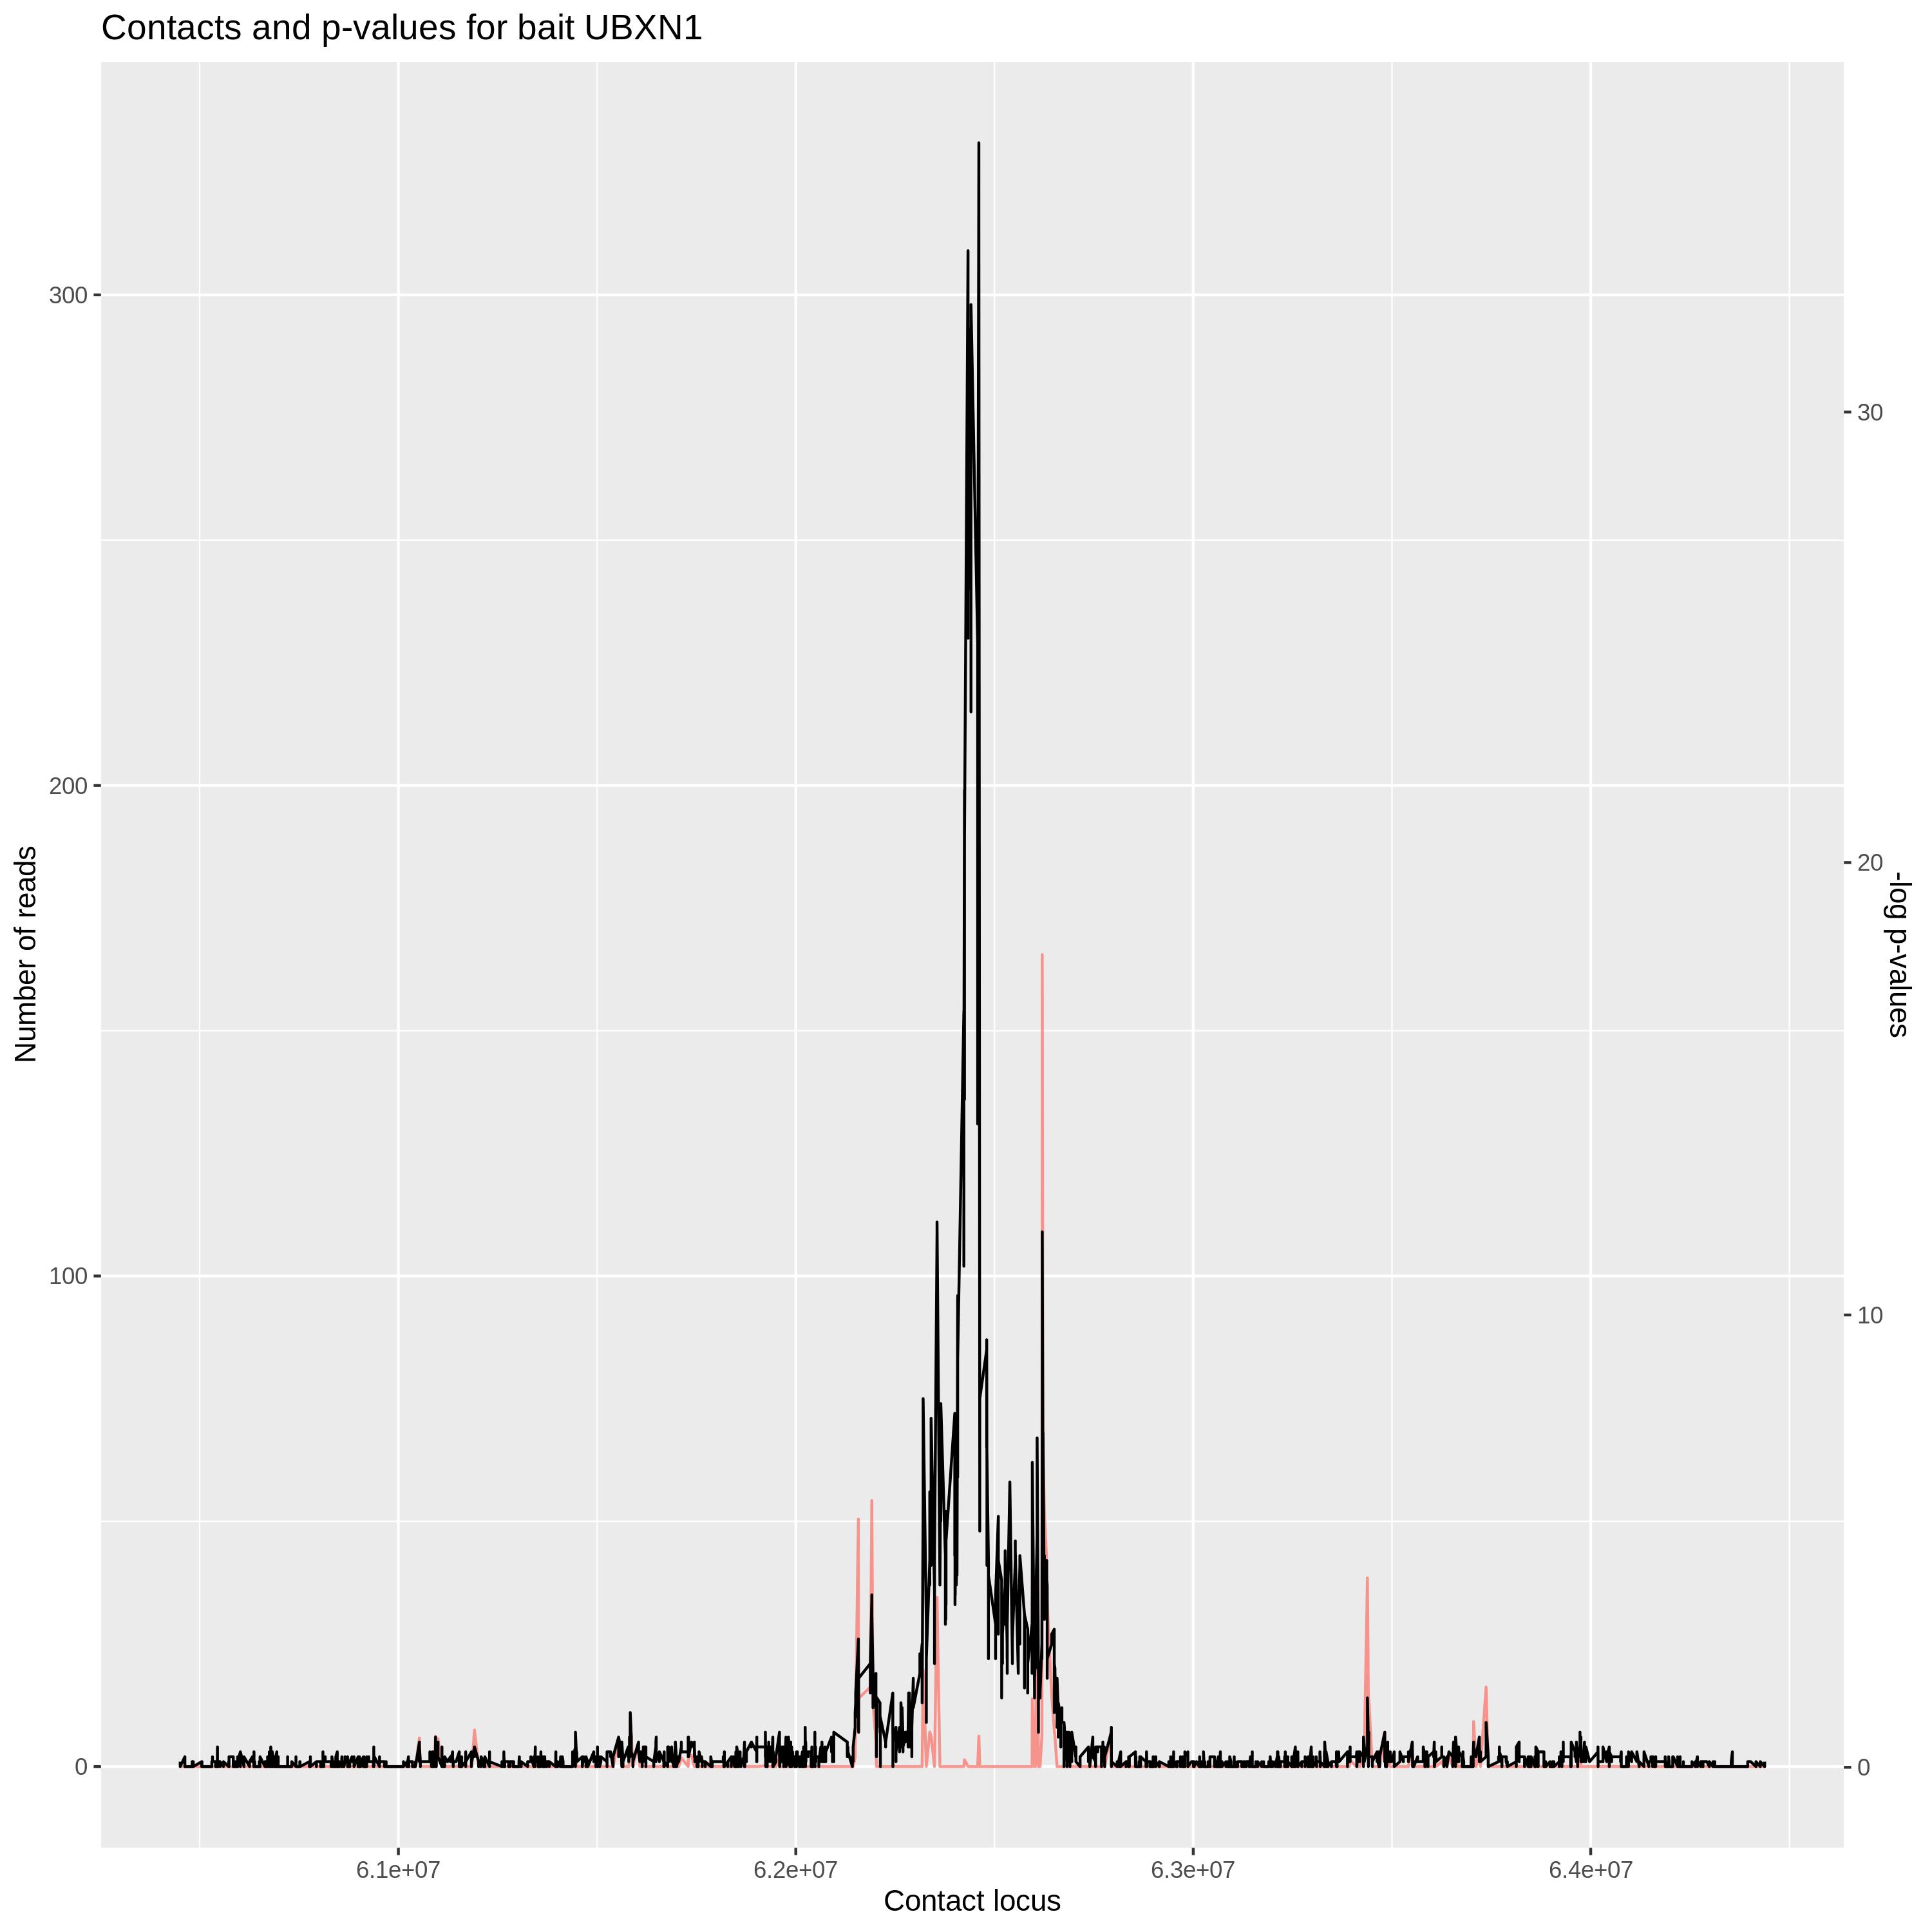 Contacts and p-values for bait UBXN1
300
200
100
0
Number of reads
30
20
10
0
-log p-values
6.1e+07 6.2e+07 6.3e+07 6.4e+07
Contact locus